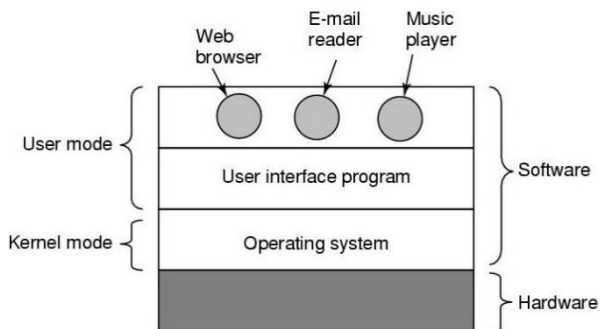 Web
browser
E-mail
reader
Music
player
User mode
User interface program
Software
Kernel mode
Operating system
Hardware